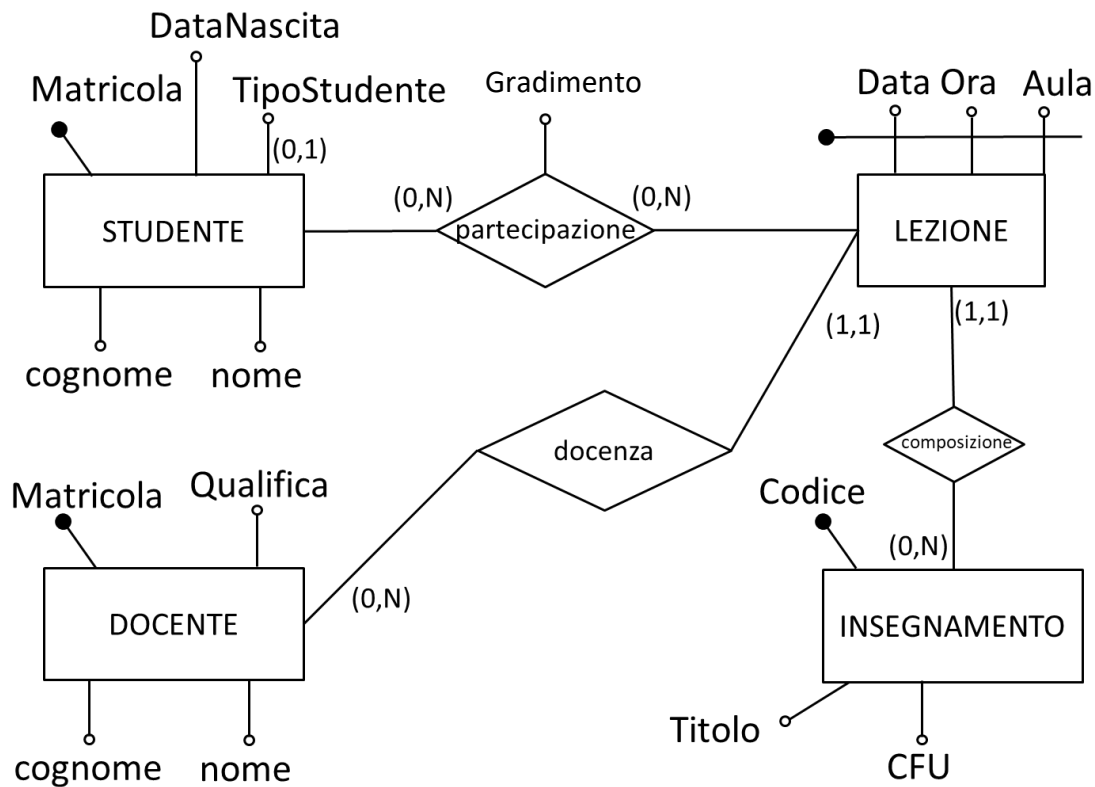 DataNascita
Matricola
TipoStudente
(0,1)
Gradimento
Data Ora Aula
STUDENTE
(0,N)
partecipazione
(0,N)
LEZIONE
cognome
nome
(1,1)
(1,1)
docenza
composizione
Matricola
Qualifica
Codice
(0,N)
(0,N)
DOCENTE
INSEGNAMENTO
cognome
nome
Titolo
CFU